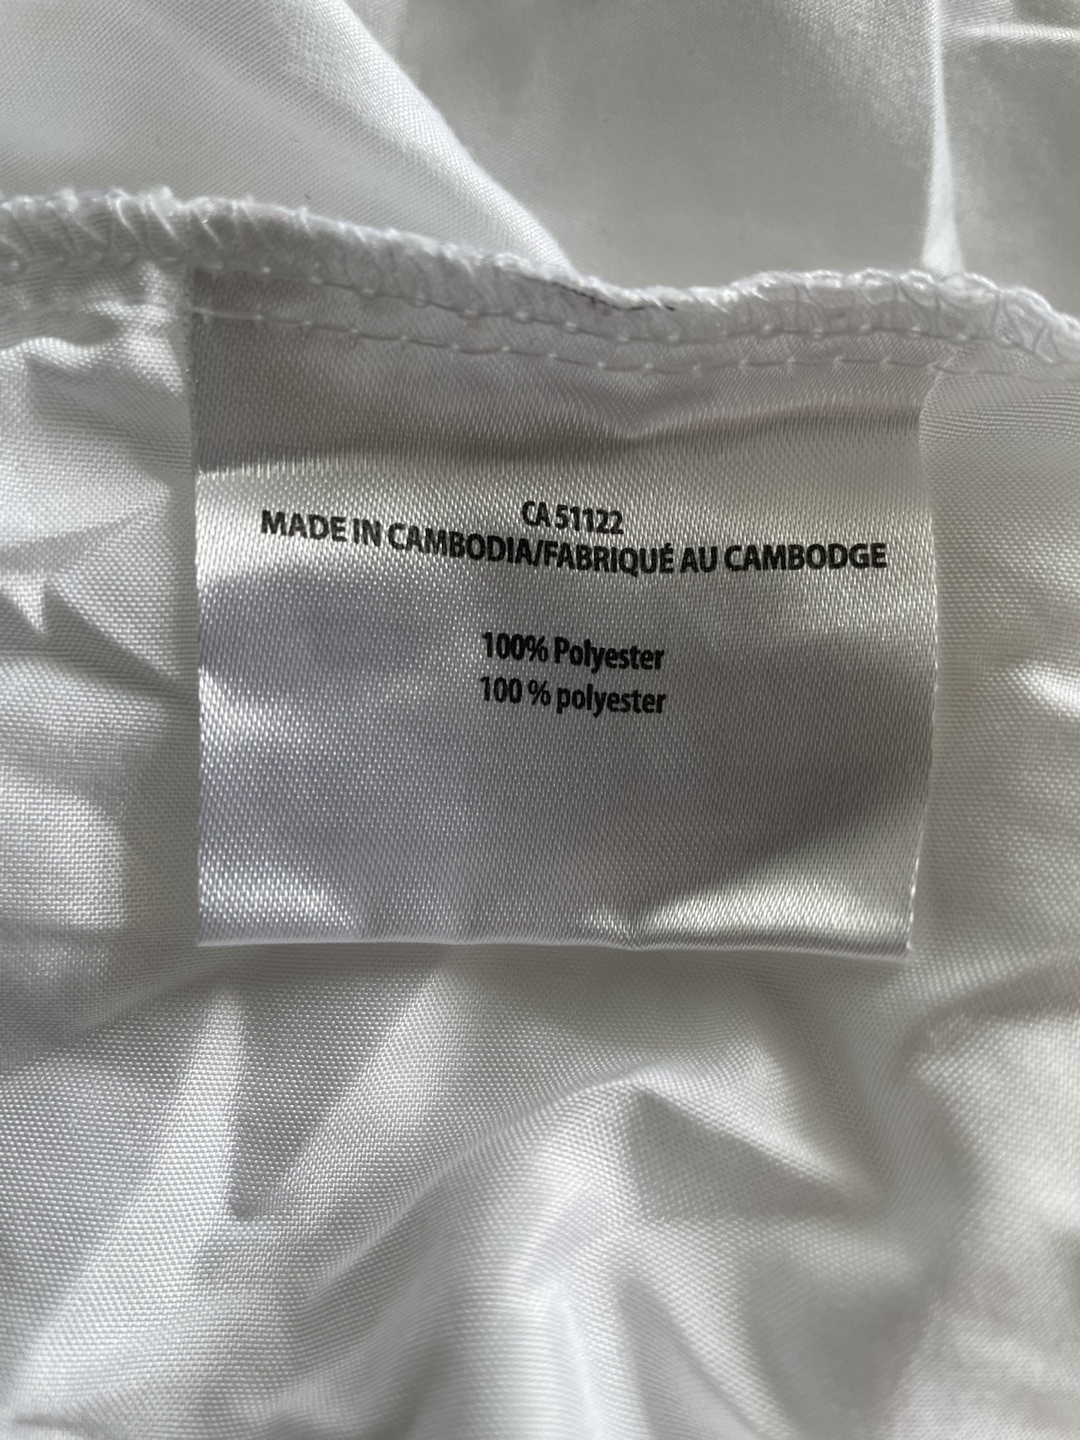 CA 51122
MADE IN CAMBODIA/FABRIQUÉ AU CAMBODGE
100% Polyester
100 % polyester